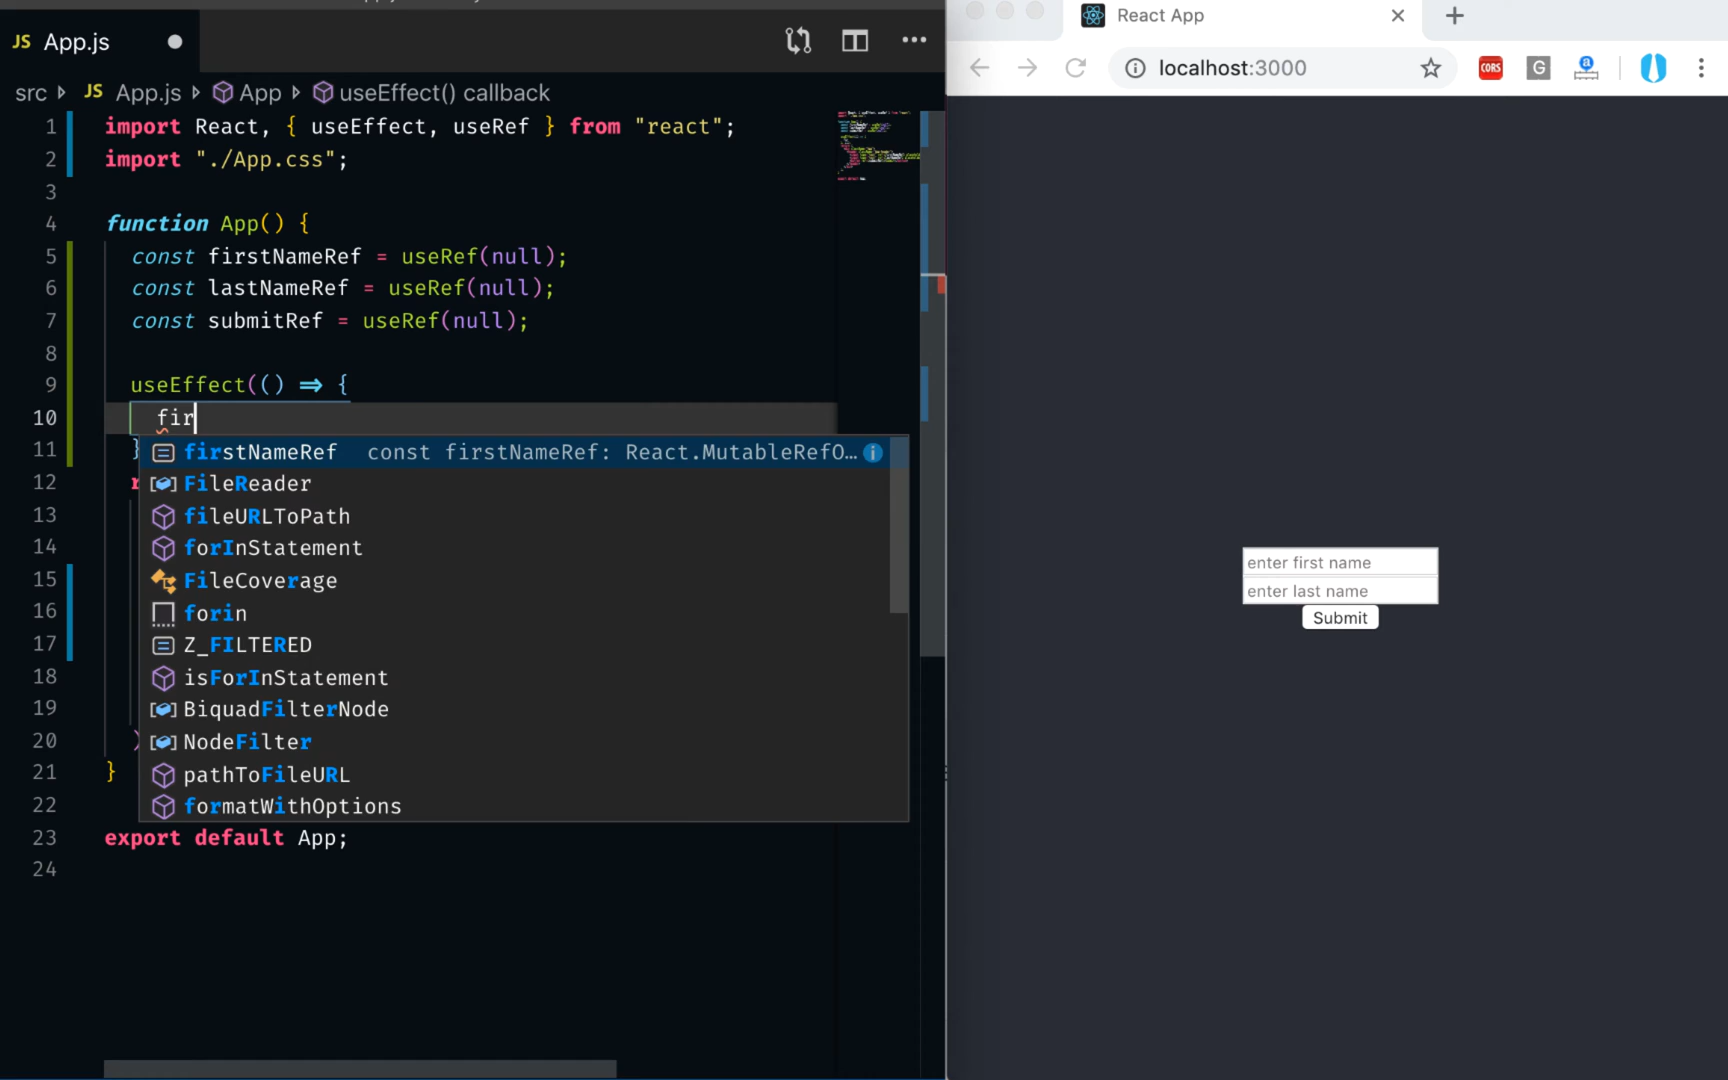 JS App.js
src JS App.js App useEffect() callback
1 import React, { useEffect, useRef } from "react";
2 import "./App.css";
3
4 function App() {
5 const firstNameRef = useRef(null);
6 const lastNameRef = useRef(null);
7 const submitRef = useRef(null);
8
9 useEffect(() ⇒ {
10 fir
11 }
firstNameRef const firstNameRef: React.MutableRefO…
12 r
FileReader
13
fileURLToPath
14
forInStatement
15
FileCoverage
16
forin
17
Z_FILTERED
18
isForInStatement
19
BiquadFilterNode
20 )
NodeFilter
21 }
pathToFileURL
22
formatWithOptions
23 export default App;
24
React App
localhost:3000
CORS
G
a
enter first name
enter last name
Submit